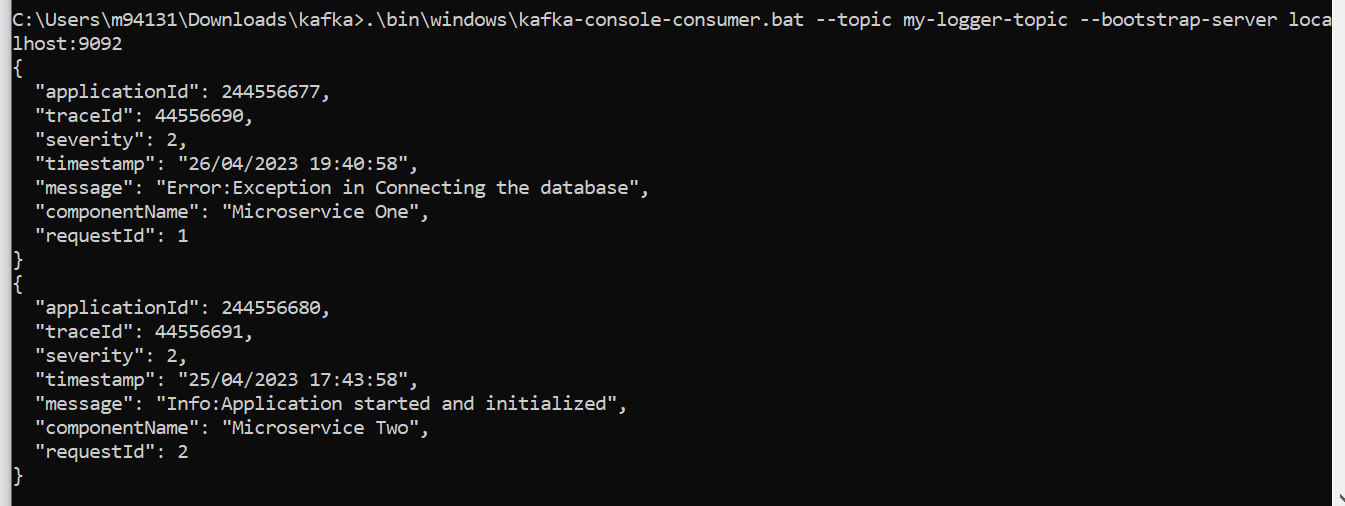 C:\Users\m94131\Downloads\kafka>.\bin\windows\kafka-console-consumer.bat --topic my-logger-topic --bootstrap-server loca
lhost:9092
{
  "applicationId": 244556677,
  "traceId": 44556690,
  "severity": 2,
  "timestamp": "26/04/2023 19:40:58",
  "message": "Error:Exception in Connecting the database",
  "componentName": "Microservice One",
  "requestId": 1
}
{
  "applicationId": 244556680,
  "traceId": 44556691,
  "severity": 2,
  "timestamp": "25/04/2023 17:43:58",
  "message": "Info:Application started and initialized",
  "componentName": "Microservice Two",
  "requestId": 2
}